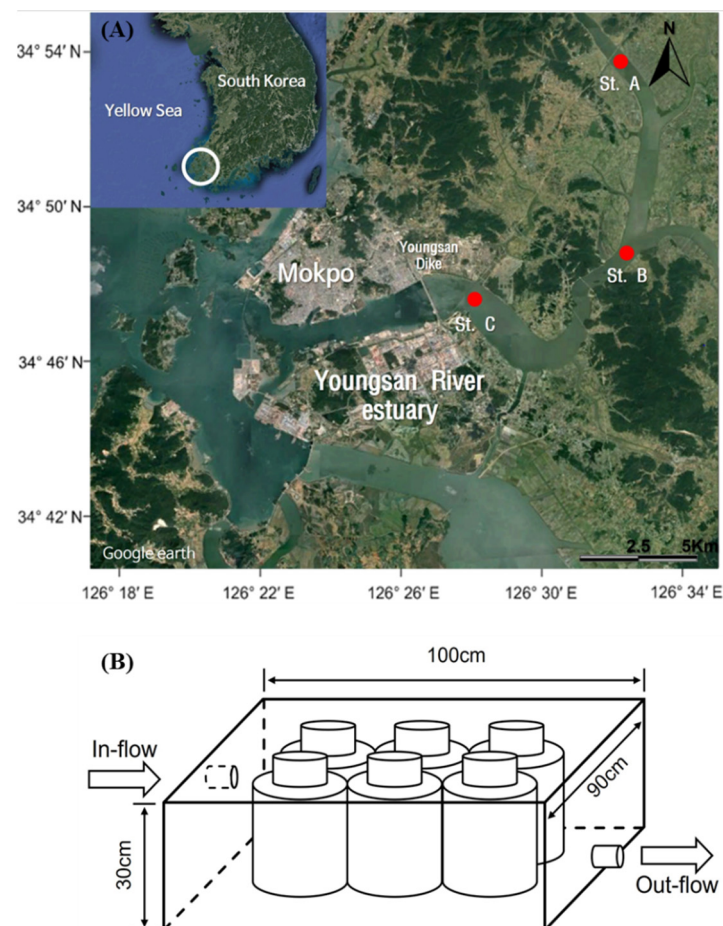 (A)
South Korea
Yellow Sea
N
34° 54′ N
34° 50′ N
34° 46′ N
34° 42′ N
St. A
St. B
St. C
Youngsan
Dike
Mokpo
Youngsan River
estuary
Google earth
2.5 5Km
126° 18′ E 126° 22′ E 126° 26′ E 126° 30′ E 126° 34′ E
(B)
100cm
In-flow
90cm
30cm
Out-flow